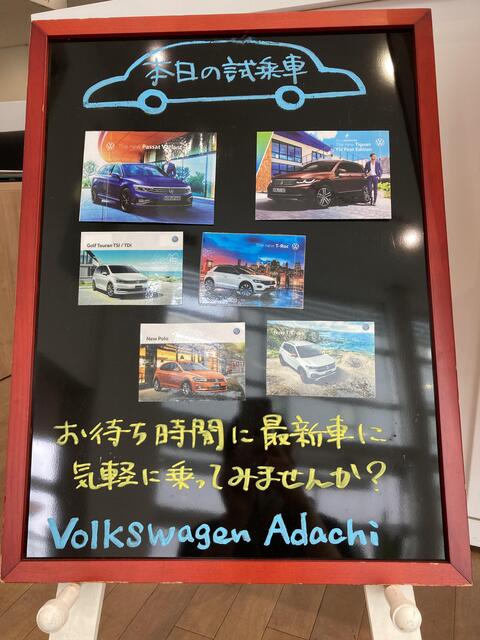 本日の試乗車
The new Passat Variant
The new Tiguan
TSI First Edition
Golf Touran TSI / TDI
The new T-Roc
New Polo
お待ち時間に最新車に
気軽に乗ってみませんか?
Volkswagen Adachi